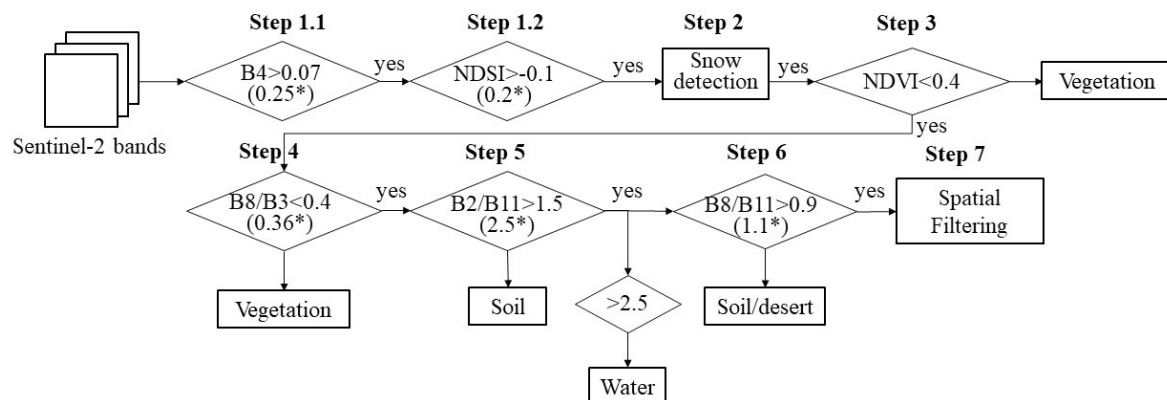 Step 1.1
Step 1.2
Step 2
Step 3
B4>0.07
(0.25*)
yes
NDSI>-0.1
(0.2*)
yes
Snow
detection
yes
NDVI<0.4
Vegetation
Sentinel-2 bands
yes
Step 4
Step 5
Step 6
Step 7
B8/B3<0.4
(0.36*)
yes
B2/B11>1.5
(2.5*)
yes
B8/B11>0.9
(1.1*)
yes
Spatial
Filtering
Vegetation
Soil
>2.5
Soil/desert
Water